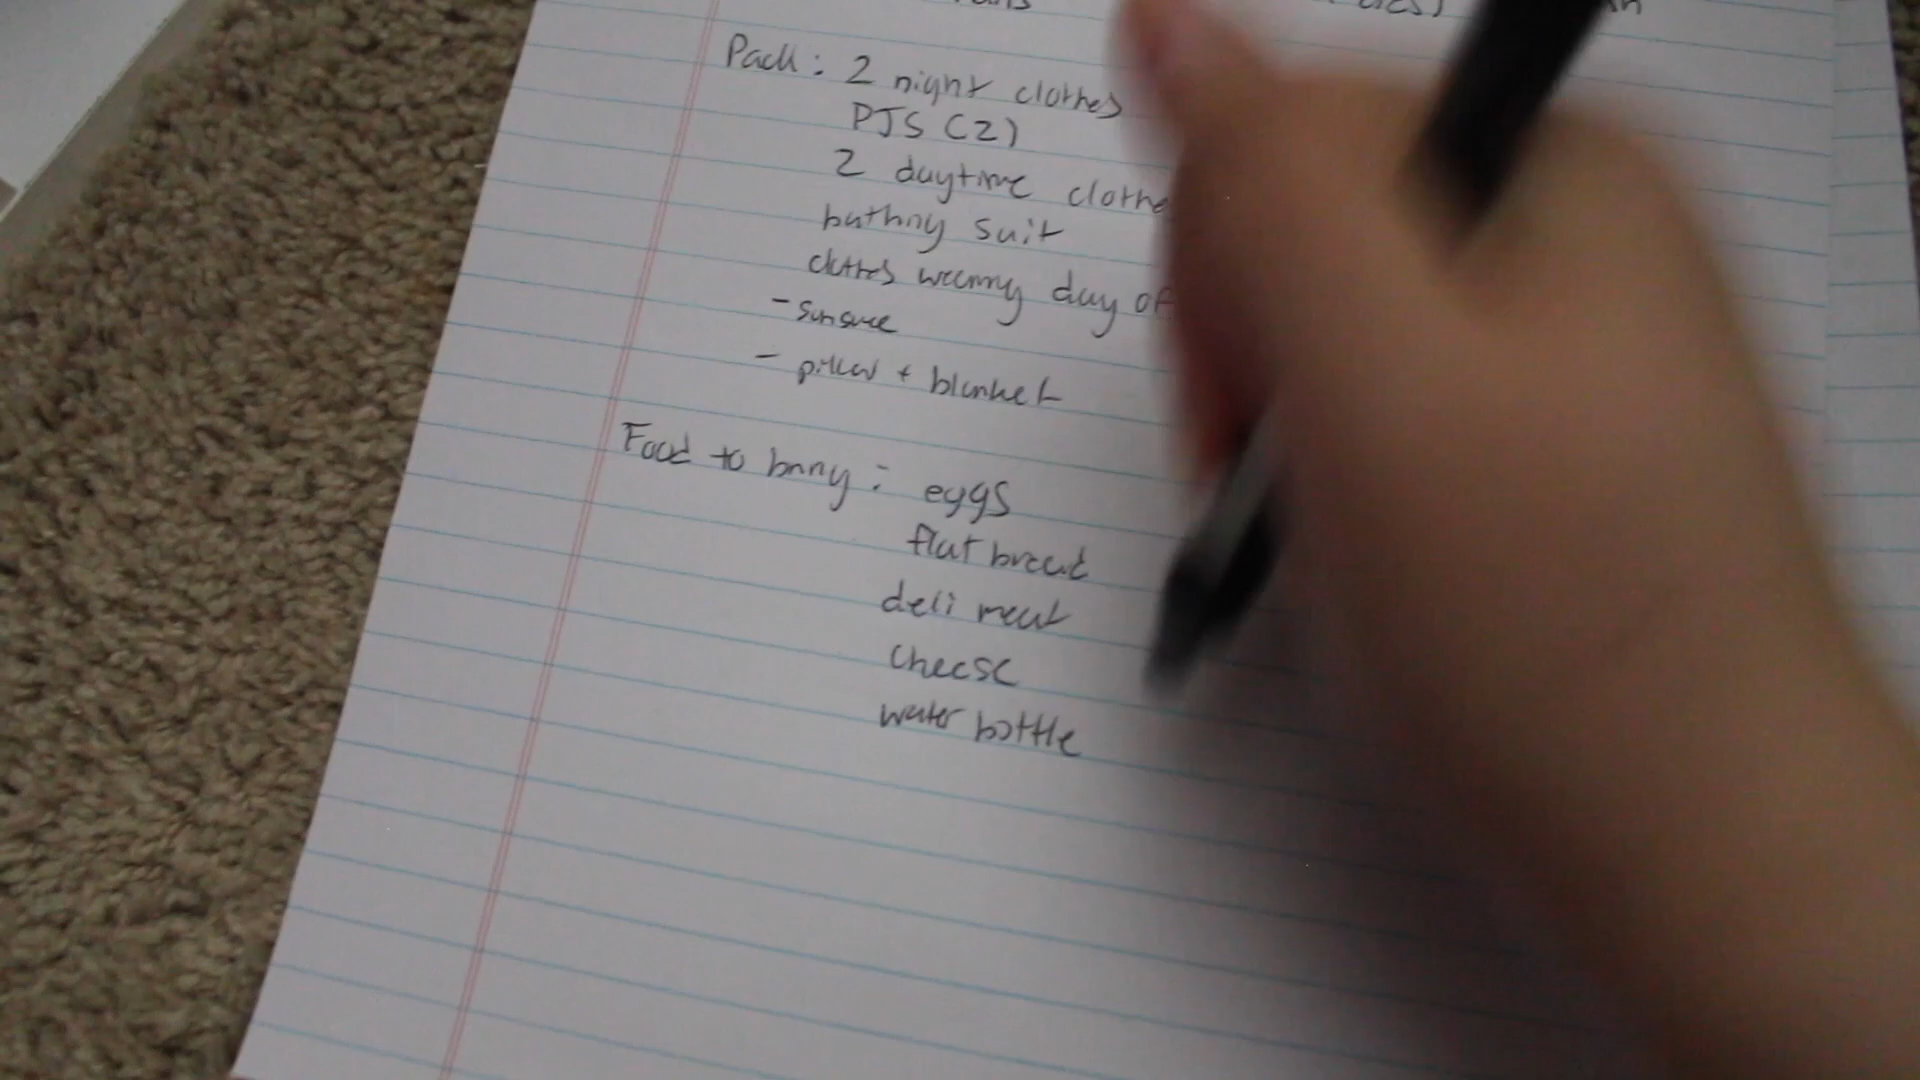 Pack: 2 night clothes
PJS (2)
2 daytime clothe
bathing suit
clothes wearing day of
-
- pillow + blanket
Food to bring: eggs
flat bread
deli meat
cheese
water bottle